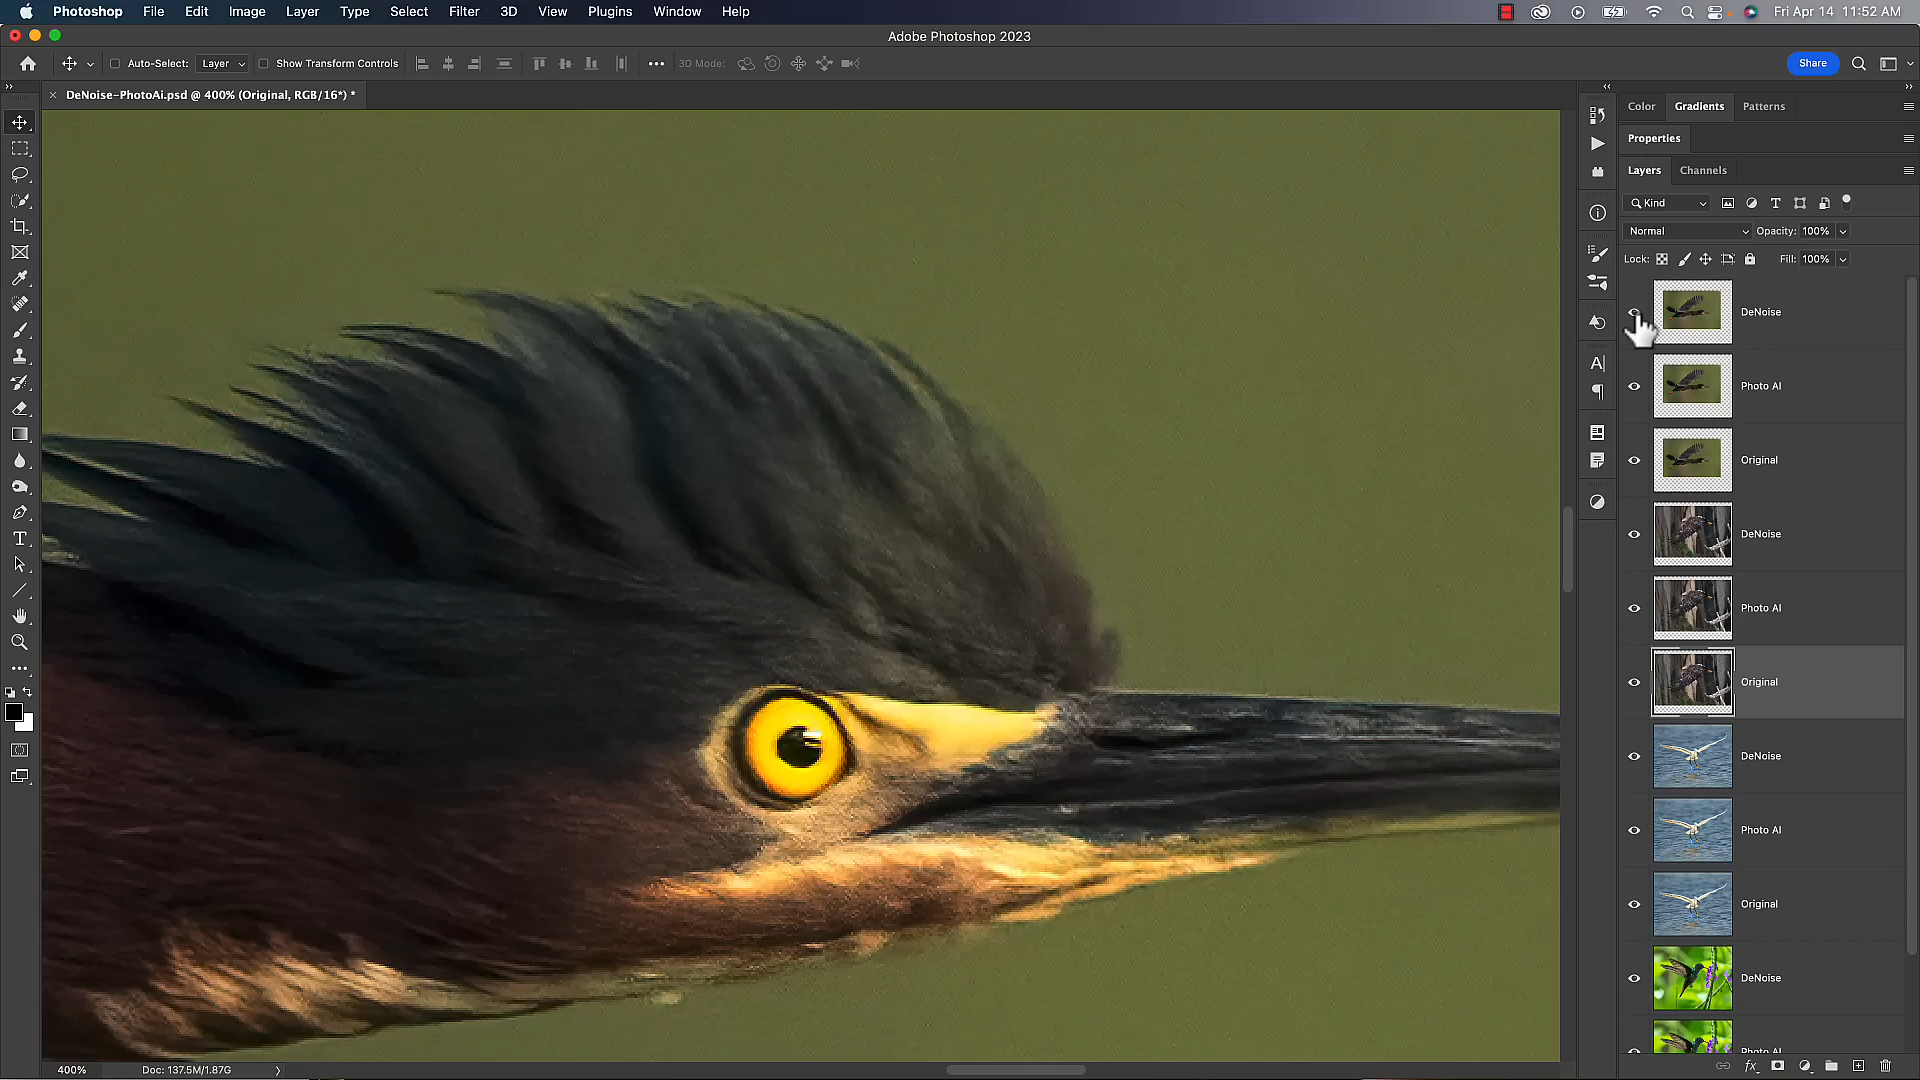 Photoshop File Edit Image Layer Type Select Filter 3D View Plugins Window Help Fri Apr 14 11:52 AM
Adobe Photoshop 2023
Auto-Select: Layer Show Transform Controls 3D Mode: Share
DeNoise-PhotoAi.psd @ 400% (Original, RGB/16*) *
Color Gradients Patterns
Properties
Layers Channels
Kind
Normal Opacity: 100%
Lock: Fill: 100%
DeNoise
Photo AI
Original
DeNoise
Photo AI
Original
DeNoise
Photo AI
Original
DeNoise
Photo AI
400% Doc: 137.5M/1.87G